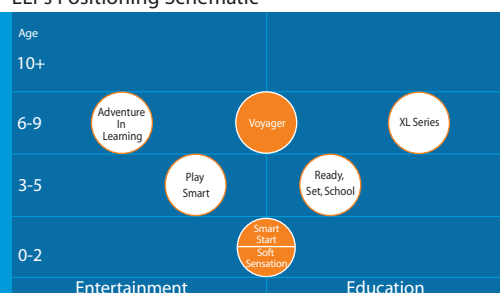 LEI's Positioning Schematic
Age
10+
6-9
Adventure
In
Learning
Voyager
XL Series
3-5
Play
Smart
Ready,
Set, School
0-2
Smart
Start
Soft
Sensation
Entertainment
Education